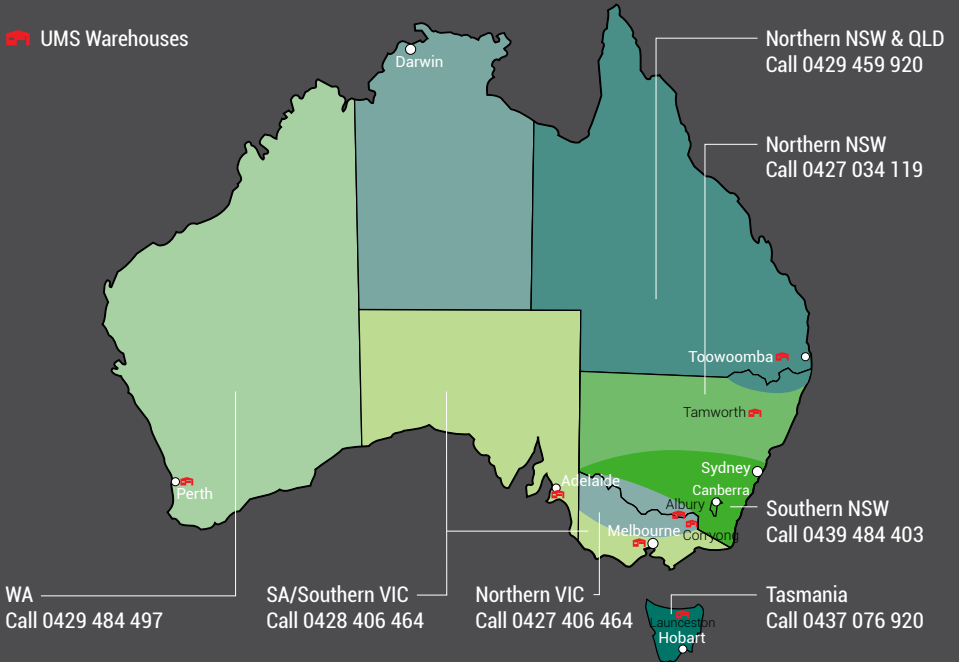 UMS Warehouses
Darwin
Northern NSW & QLD
Call 0429 459 920
Northern NSW
Call 0427 034 119
Toowoomba
Tamworth
Sydney
Adelaide
Canberra
Perth
Albury
Southern NSW
Melbourne
Corryong
Call 0439 484 403
WA
Call 0429 484 497
SA/Southern VIC
Call 0428 406 464
Northern VIC
Call 0427 406 464
Tasmania
Call 0437 076 920
Launceston
Hobart